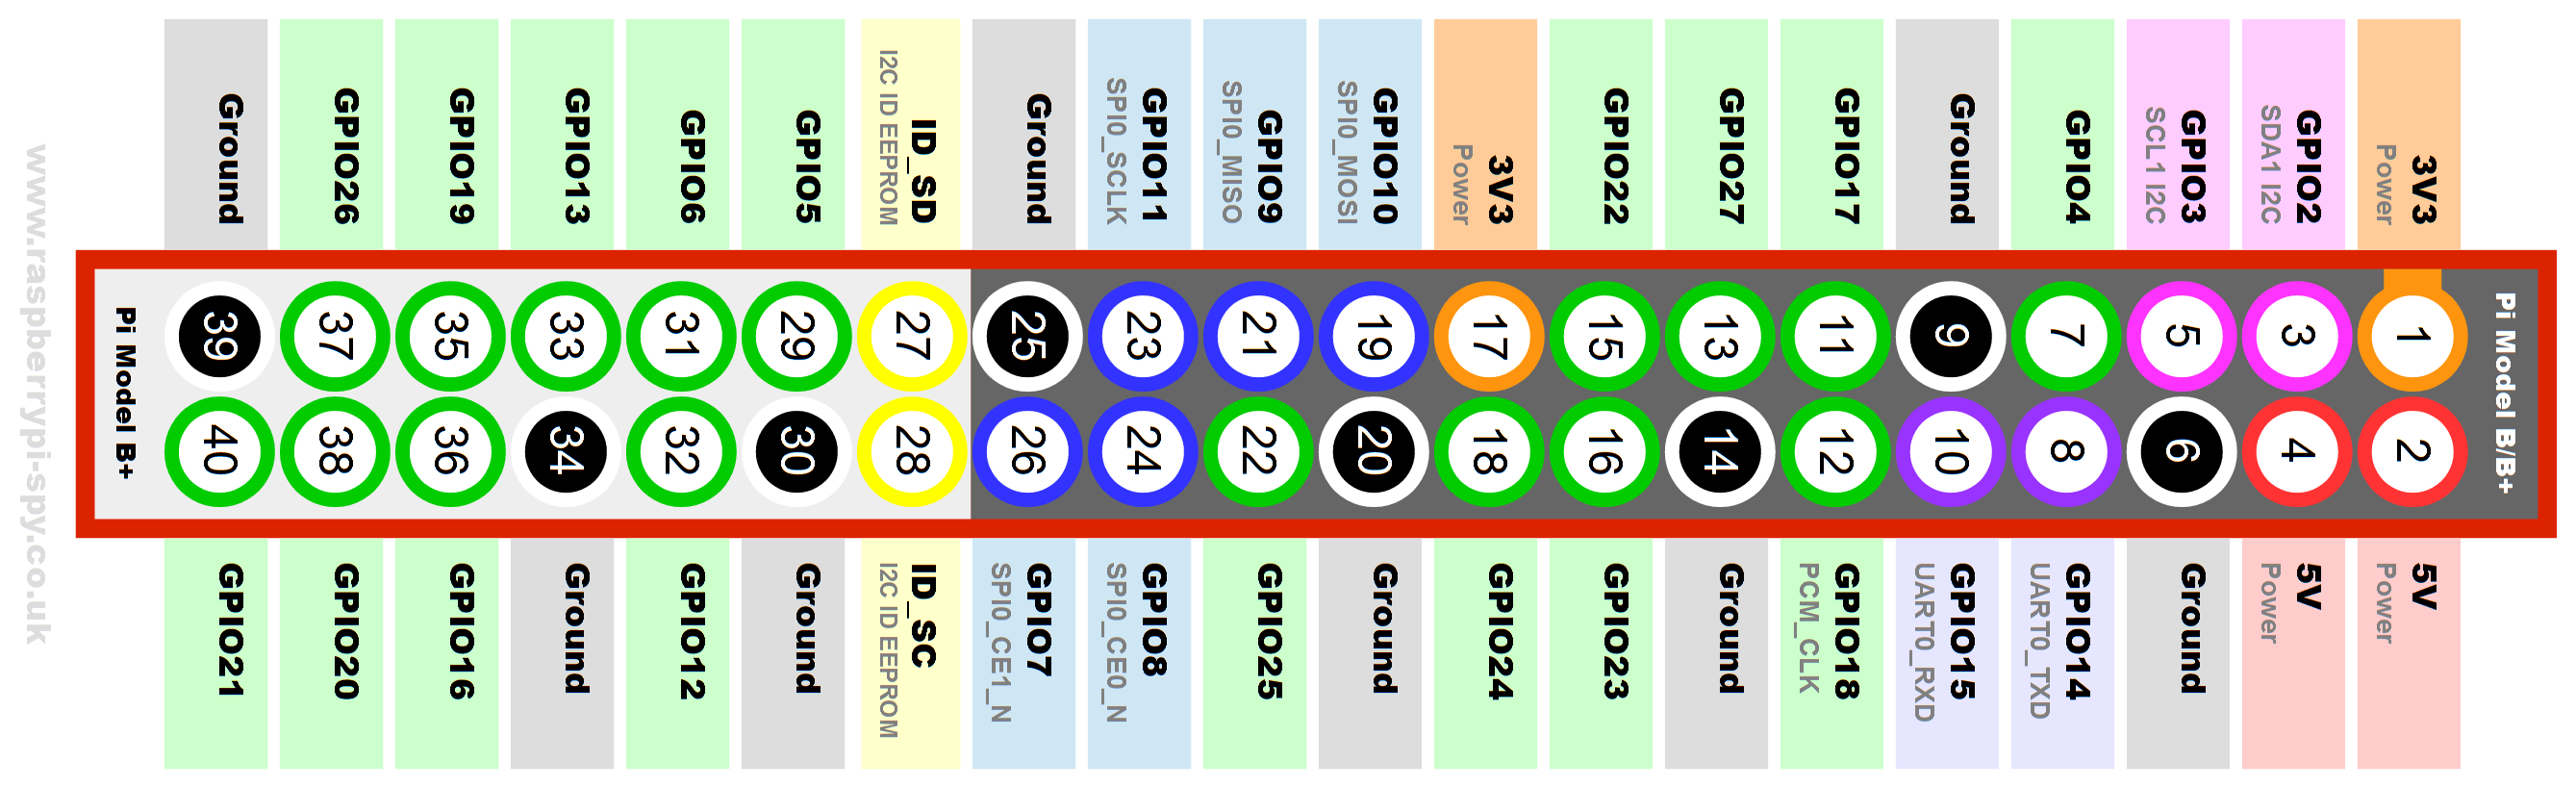 Pi Model B/B+
3V3 1 2 5V
Power Power
GPIO2 3 4 5V
SDA1 I2C Power
GPIO3 5 6 Ground
SCL1 I2C
GPIO4 7 8 GPIO14
UART0_TXD
Ground 9 10 GPIO15
UART0_RXD
GPIO17 11 12 GPIO18
PCM_CLK
GPIO27 13 14 Ground
GPIO22 15 16 GPIO23
3V3 17 18 GPIO24
Power
GPIO10 19 20 Ground
SPI0_MOSI
GPIO9 21 22 GPIO25
SPI0_MISO
GPIO11 23 24 GPIO8
SPI0_SCLK SPI0_CE0_N
Ground 25 26 GPIO7
SPI0_CE1_N
ID_SD 27 28 ID_SC
I2C ID EEPROM I2C ID EEPROM
GPIO5 29 30 Ground
GPIO6 31 32 GPIO12
GPIO13 33 34 Ground
GPIO19 35 36 GPIO16
GPIO26 37 38 GPIO20
Ground 39 40 GPIO21
Pi Model B+
www.raspberrypi-spy.co.uk